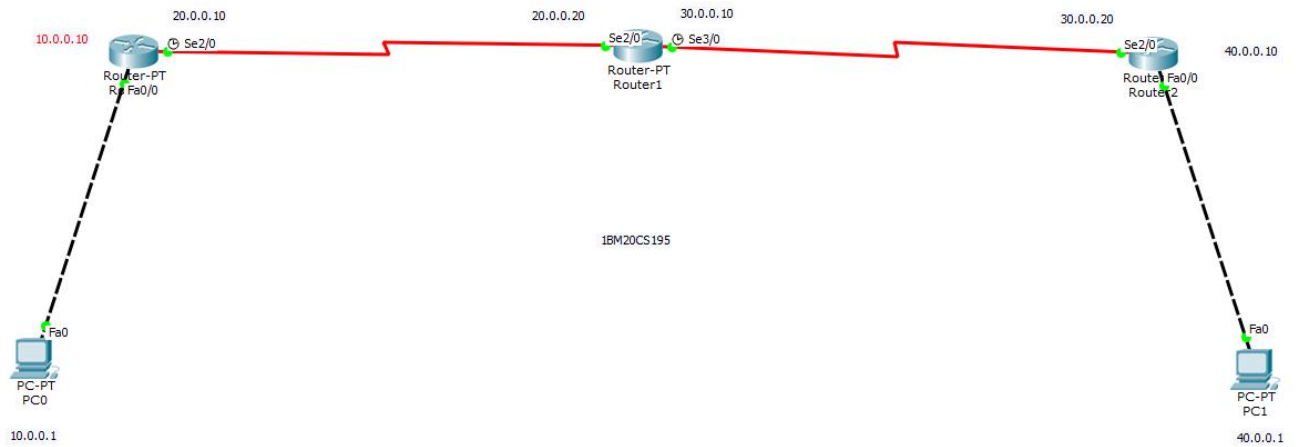 20.0.0.10
20.0.0.20
30.0.0.10
30.0.0.20
10.0.0.10
Se2/0
Se2/0
Se3/0
Se2/0
40.0.0.10
Router-PT
Fa0/0
Router-PT
Router1
Fa0/0
Router2
1BM20CS195
Fa0
PC-PT
PC0
10.0.0.1
Fa0
PC-PT
PC1
40.0.0.1